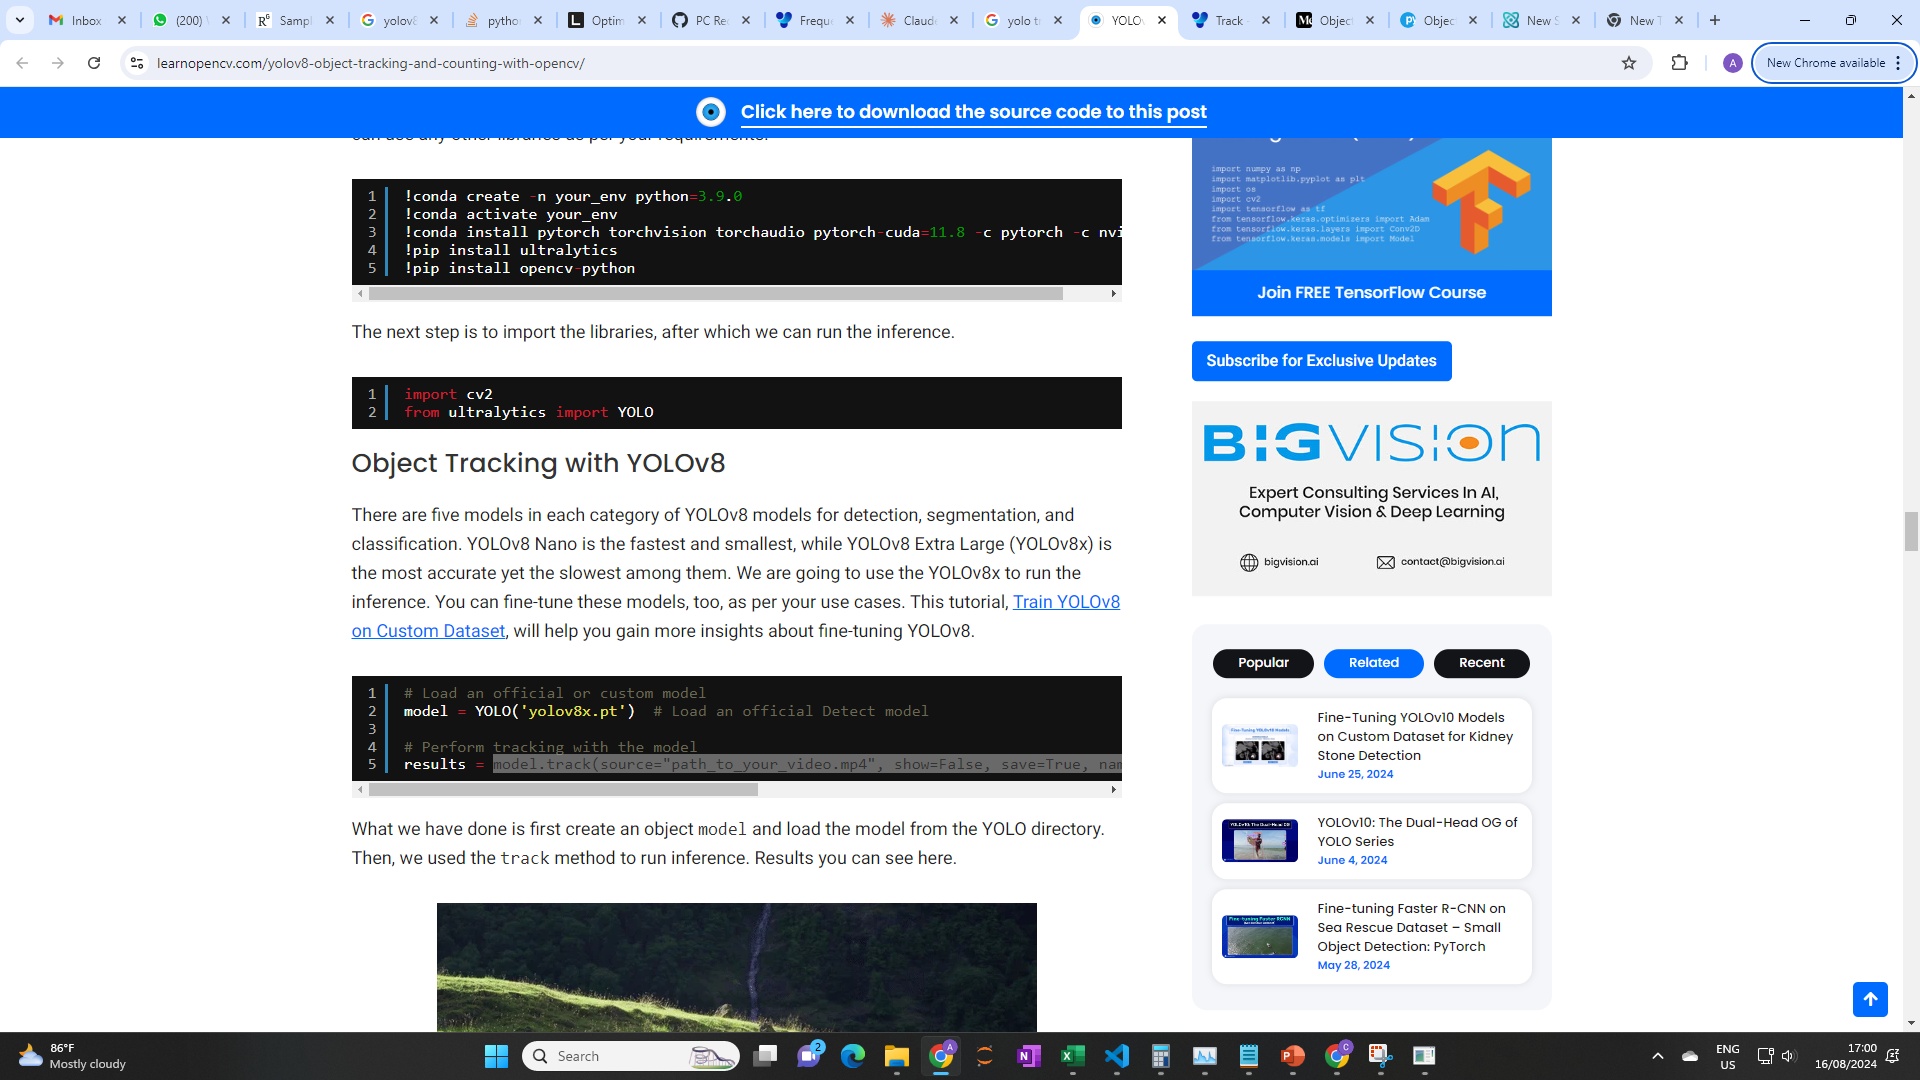 Inbox
(200)
Sampl
yolov8
pytho
Optim
PC Re
Freque
Claude
yolo tr
YOLOv
Track
Object
Object
New S
New T
learnopencv.com/yolov8-object-tracking-and-counting-with-opencv/
A
New Chrome available
Click here to download the source code to this post
can use any other libraries as per your requirements.
1 !conda create -n your_env python=3.9.0
2 !conda activate your_env
3 !conda install pytorch torchvision torchaudio pytorch-cuda=11.8 -c pytorch -c nvi
4 !pip install ultralytics
5 !pip install opencv-python
The next step is to import the libraries, after which we can run the inference.
1 import cv2
2 from ultralytics import YOLO
Object Tracking with YOLOv8
There are five models in each category of YOLOv8 models for detection, segmentation, and
classification. YOLOv8 Nano is the fastest and smallest, while YOLOv8 Extra Large (YOLOv8x) is
the most accurate yet the slowest among them. We are going to use the YOLOv8x to run the
inference. You can fine-tune these models, too, as per your use cases. This tutorial, Train YOLOv8
on Custom Dataset, will help you gain more insights about fine-tuning YOLOv8.
1 # Load an official or custom model
2 model = YOLO('yolov8x.pt')  # Load an official Detect model
3
4 # Perform tracking with the model
5 results = model.track(source="path_to_your_video.mp4", show=False, save=True, nam
What we have done is first create an object model and load the model from the YOLO directory.
Then, we used the track method to run inference. Results you can see here.
import numpy as np
import matplotlib.pyplot as plt
import os
import cv2
import tensorflow as tf
from tensorflow.keras.optimizers import Adam
from tensorflow.keras.layers import Conv2D
from tensorflow.keras.models import Model
Join FREE TensorFlow Course
Subscribe for Exclusive Updates
BIGVISION
Expert Consulting Services In AI,
Computer Vision & Deep Learning
bigvision.ai
contact@bigvision.ai
Popular
Related
Recent
Fine-Tuning YOLOv10 Models
on Custom Dataset for Kidney
Stone Detection
June 25, 2024
YOLOv10: The Dual-Head OG of
YOLO Series
June 4, 2024
Fine-tuning Faster R-CNN on
Sea Rescue Dataset – Small
Object Detection: PyTorch
May 28, 2024
86°F
Mostly cloudy
Search
2
ENG
US
17:00
16/08/2024